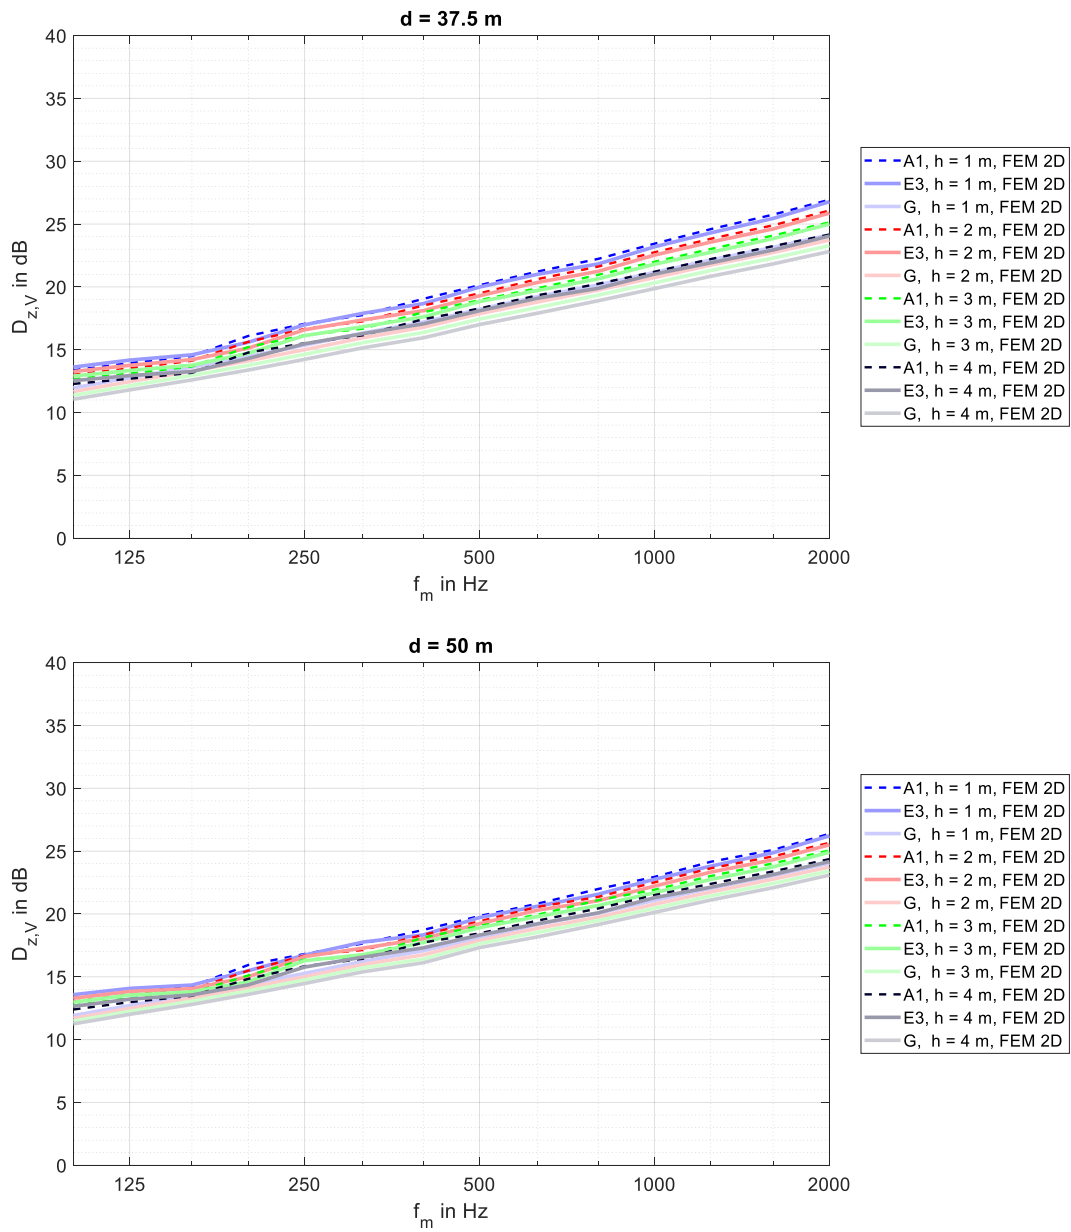 d = 37.5 m
40
35
30
25
20
15
10
5
0
D_z,V in dB
125 250 500 1000 2000
f_m in Hz
A1, h = 1 m, FEM 2D
E3, h = 1 m, FEM 2D
G, h = 1 m, FEM 2D
A1, h = 2 m, FEM 2D
E3, h = 2 m, FEM 2D
G, h = 2 m, FEM 2D
A1, h = 3 m, FEM 2D
E3, h = 3 m, FEM 2D
G, h = 3 m, FEM 2D
A1, h = 4 m, FEM 2D
E3, h = 4 m, FEM 2D
G, h = 4 m, FEM 2D
d = 50 m
40
35
30
25
20
15
10
5
0
D_z,V in dB
125 250 500 1000 2000
f_m in Hz
A1, h = 1 m, FEM 2D
E3, h = 1 m, FEM 2D
G, h = 1 m, FEM 2D
A1, h = 2 m, FEM 2D
E3, h = 2 m, FEM 2D
G, h = 2 m, FEM 2D
A1, h = 3 m, FEM 2D
E3, h = 3 m, FEM 2D
G, h = 3 m, FEM 2D
A1, h = 4 m, FEM 2D
E3, h = 4 m, FEM 2D
G, h = 4 m, FEM 2D